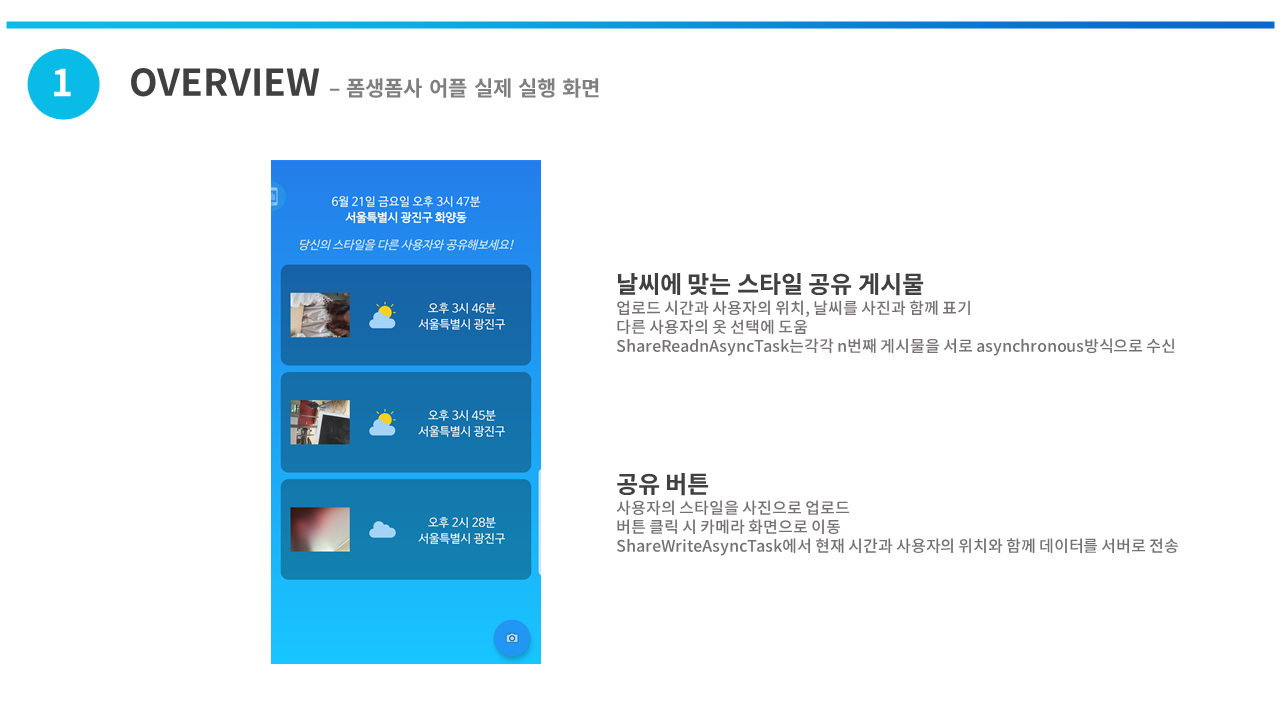 1
OVERVIEW – 폼생폼사 어플 실제 실행 화면
6월 21일 금요일 오후 3시 47분
서울특별시 광진구 화양동
당신의 스타일을 다른 사용자와 공유해보세요!
오후 3시 46분
서울특별시 광진구
오후 3시 45분
서울특별시 광진구
오후 2시 28분
서울특별시 광진구
날씨에 맞는 스타일 공유 게시물
업로드 시간과 사용자의 위치, 날씨를 사진과 함께 표기
다른 사용자의 옷 선택에 도움
ShareReadnAsyncTask는각각 n번째 게시물을 서로 asynchronous방식으로 수신
공유 버튼
사용자의 스타일을 사진으로 업로드
버튼 클릭 시 카메라 화면으로 이동
ShareWriteAsyncTask에서 현재 시간과 사용자의 위치와 함께 데이터를 서버로 전송